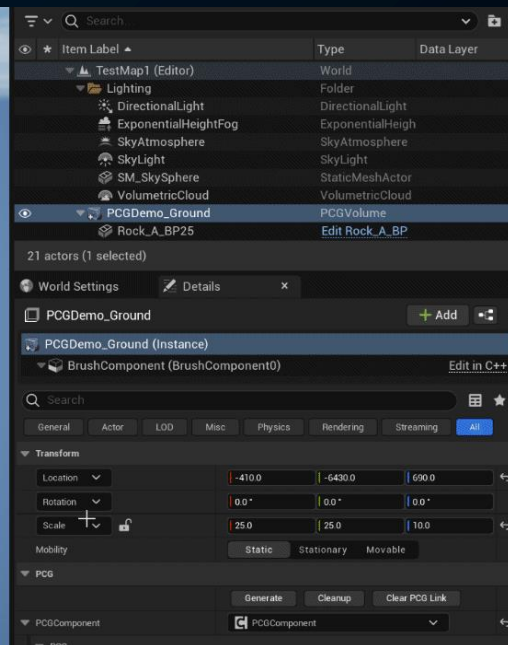 Search...
Item Label Type Data Layer
TestMap1 (Editor) World
Lighting Folder
DirectionalLight DirectionalLight
ExponentialHeightFog ExponentialHeigh
SkyAtmosphere SkyAtmosphere
SkyLight SkyLight
SM_SkySphere StaticMeshActor
VolumetricCloud VolumetricCloud
PCGDemo_Ground PCGVolume
Rock_A_BP25 Edit Rock_A_BP
21 actors (1 selected)
World Settings Details
PCGDemo_Ground Add
PCGDemo_Ground (Instance)
BrushComponent (BrushComponent0) Edit in C++
Search
General Actor LOD Misc Physics Rendering Streaming All
Transform
Location -410.0 -6430.0 690.0
Rotation 0.0° 0.0° 0.0°
Scale 25.0 25.0 10.0
Mobility Static Stationary Movable
PCG
Generate Cleanup Clear PCG Link
PCGComponent PCGComponent
PCG